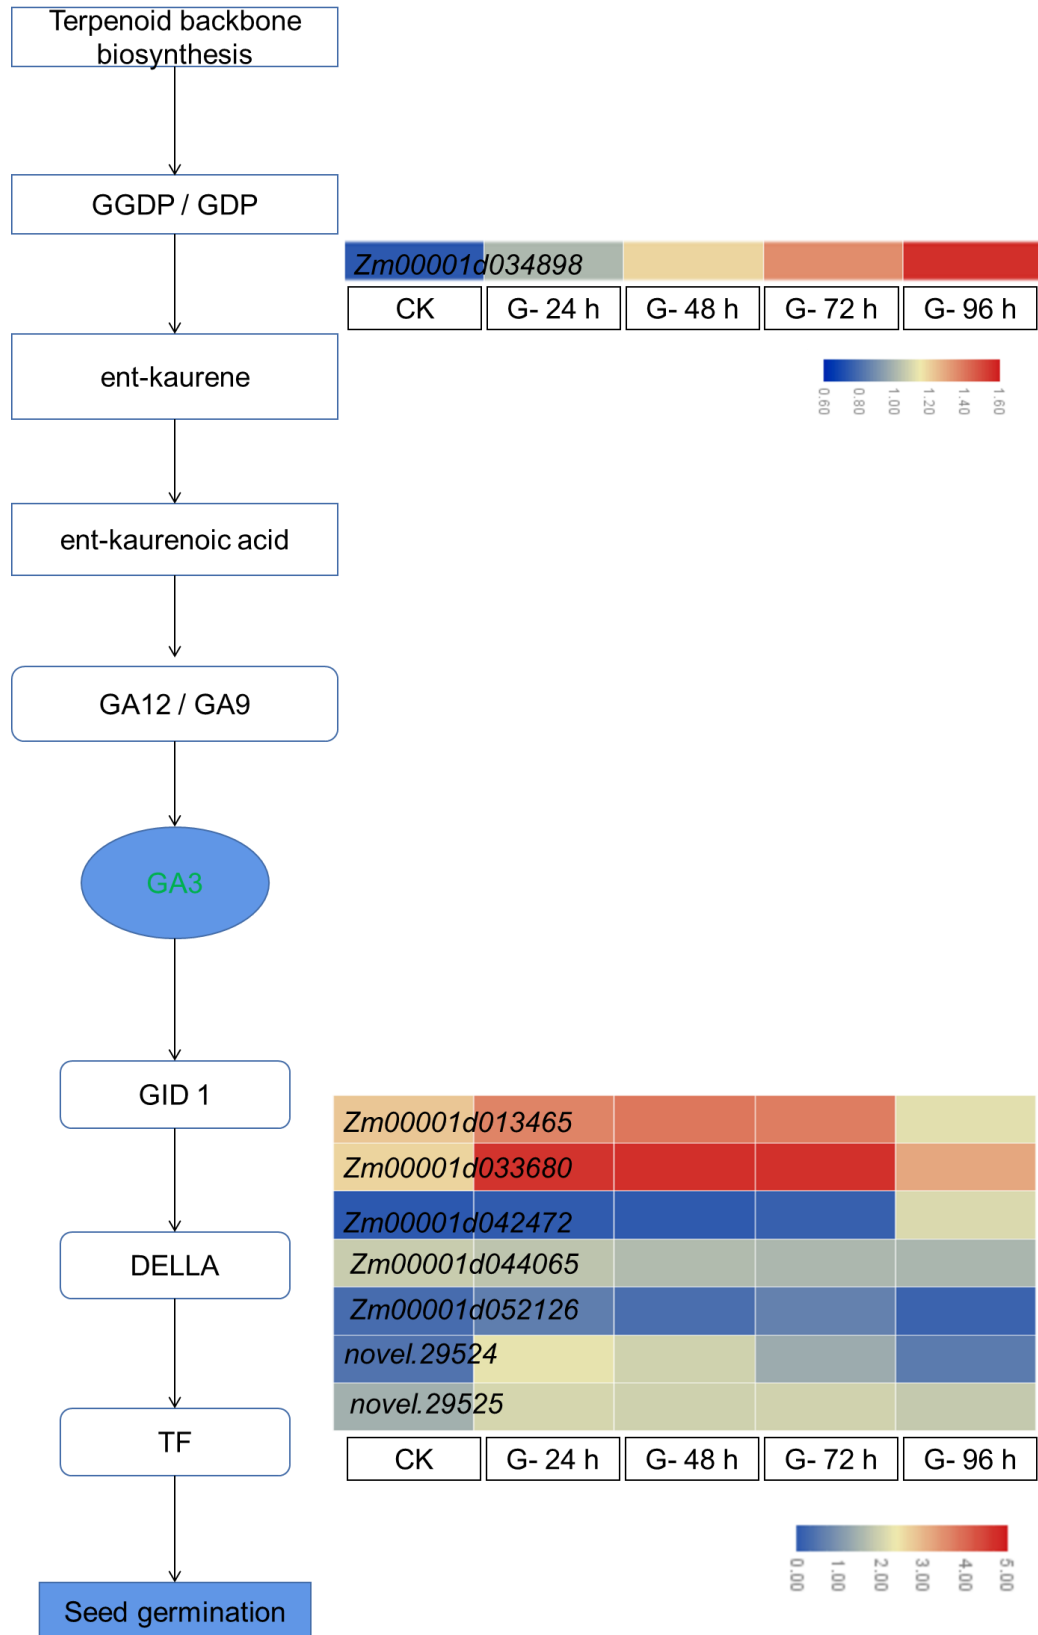 Terpenoid backbone
biosynthesis
GGDP / GDP
Zm00001d034898
CK G- 24 h G- 48 h G- 72 h G- 96 h
0.60 0.80 1.00 1.20 1.40 1.60
ent-kaurene
ent-kaurenoic acid
GA12 / GA9
GA3
GID 1
DELLA
TF
Seed germination
Zm00001d013465
Zm00001d033680
Zm00001d042472
Zm00001d044065
Zm00001d052126
novel.29524
novel.29525
CK G- 24 h G- 48 h G- 72 h G- 96 h
0.00 1.00 2.00 3.00 4.00 5.00